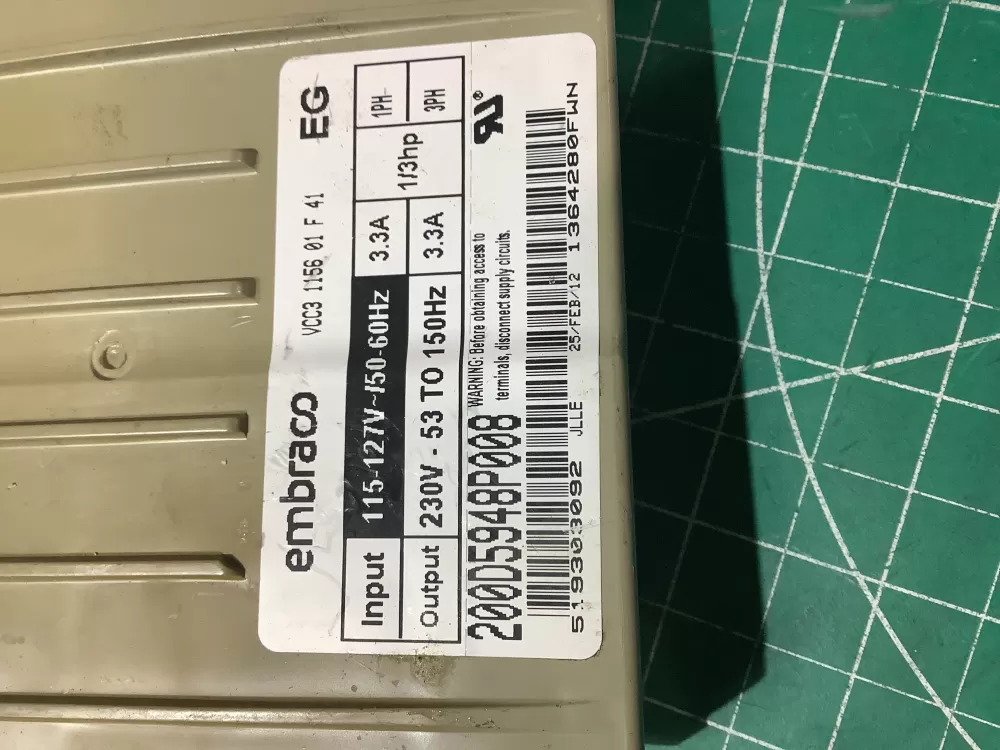 embraco VCC3 1156 01 F 41 EG
Input 115-127V~/50-60Hz 3.3A 1/3hp 1PH
Output 230V - 53 TO 150Hz 3.3A 3PH
200D5948P008
WARNING: Before obtaining access to
terminals, disconnect supply circuits.
51930303092 JLLE 25/FEB/12 1364280FWN